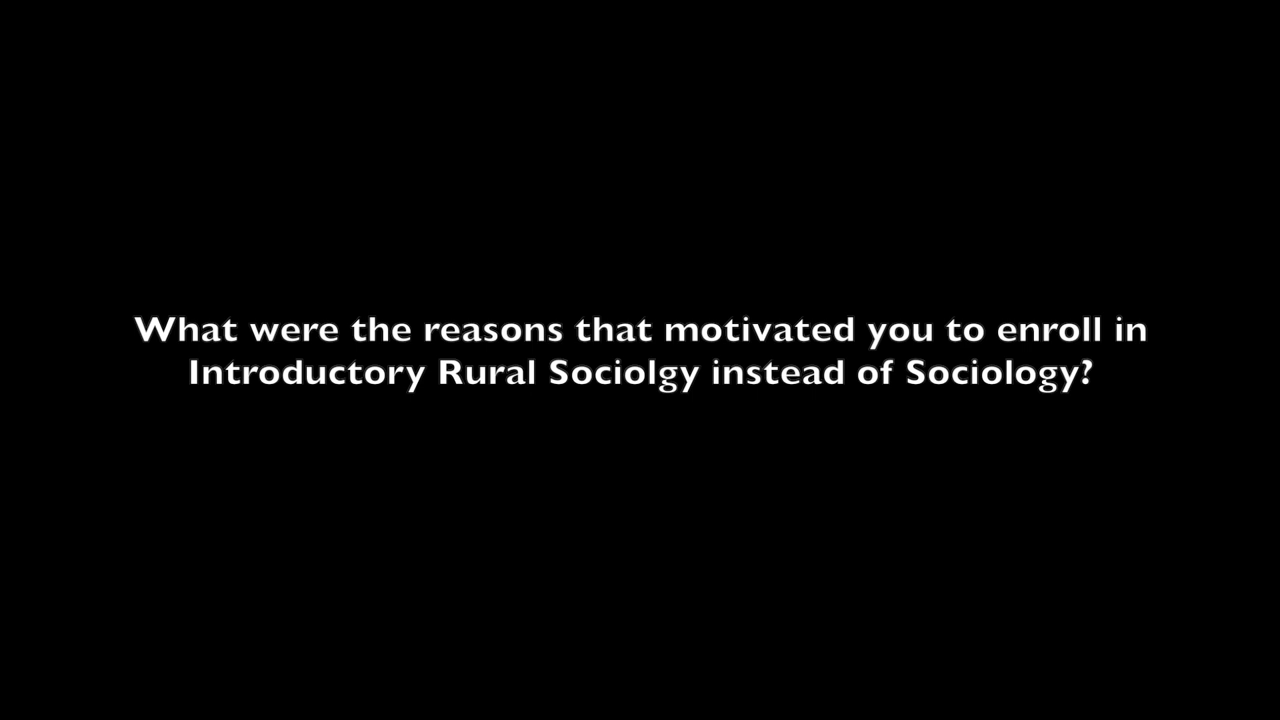 What were the reasons that motivated you to enroll in
Introductory Rural Sociolgy instead of Sociology?